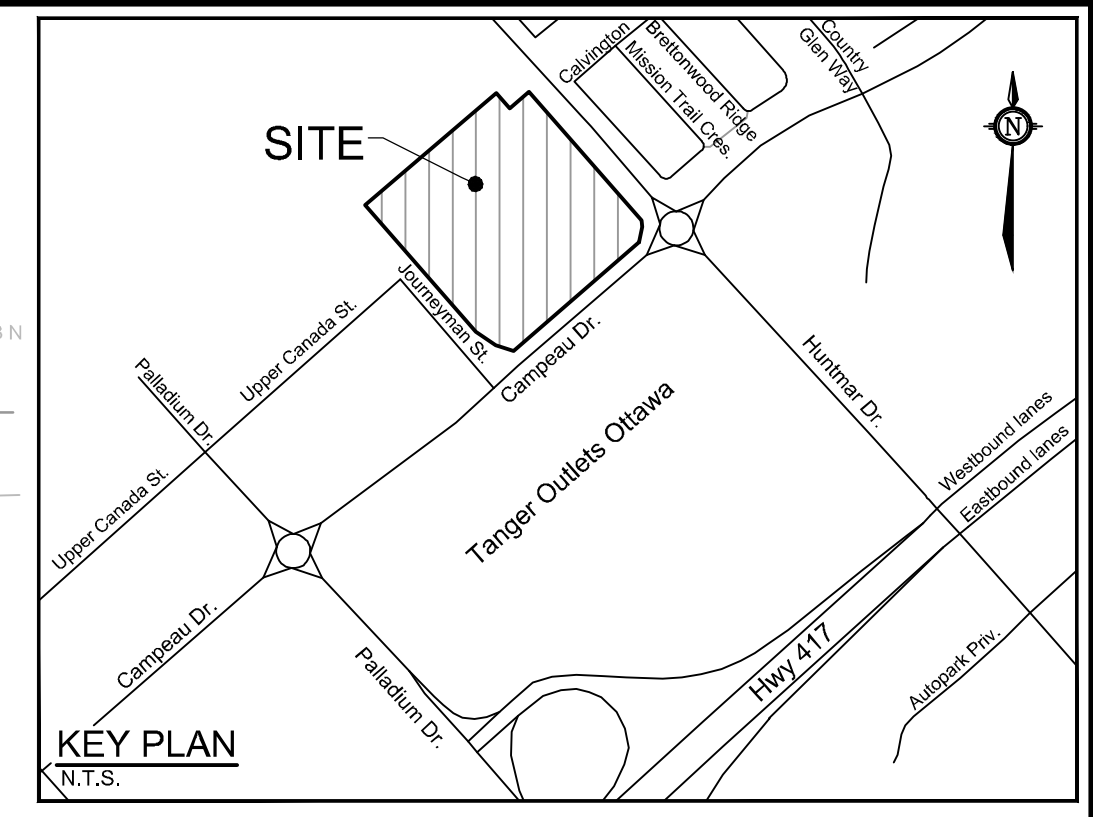 Calvington
Brettonwood Ridge
Mission Trail Cres.
Country
Glen Way
N
SITE
Journeyman St.
Upper Canada St.
Campeau Dr.
Huntmar Dr.
Palladium Dr.
Tanger Outlets Ottawa
Westbound lanes
Eastbound lanes
Upper Canada St.
Campeau Dr.
Palladium Dr.
Hwy 417
Autopark Priv.
KEY PLAN
N.T.S.